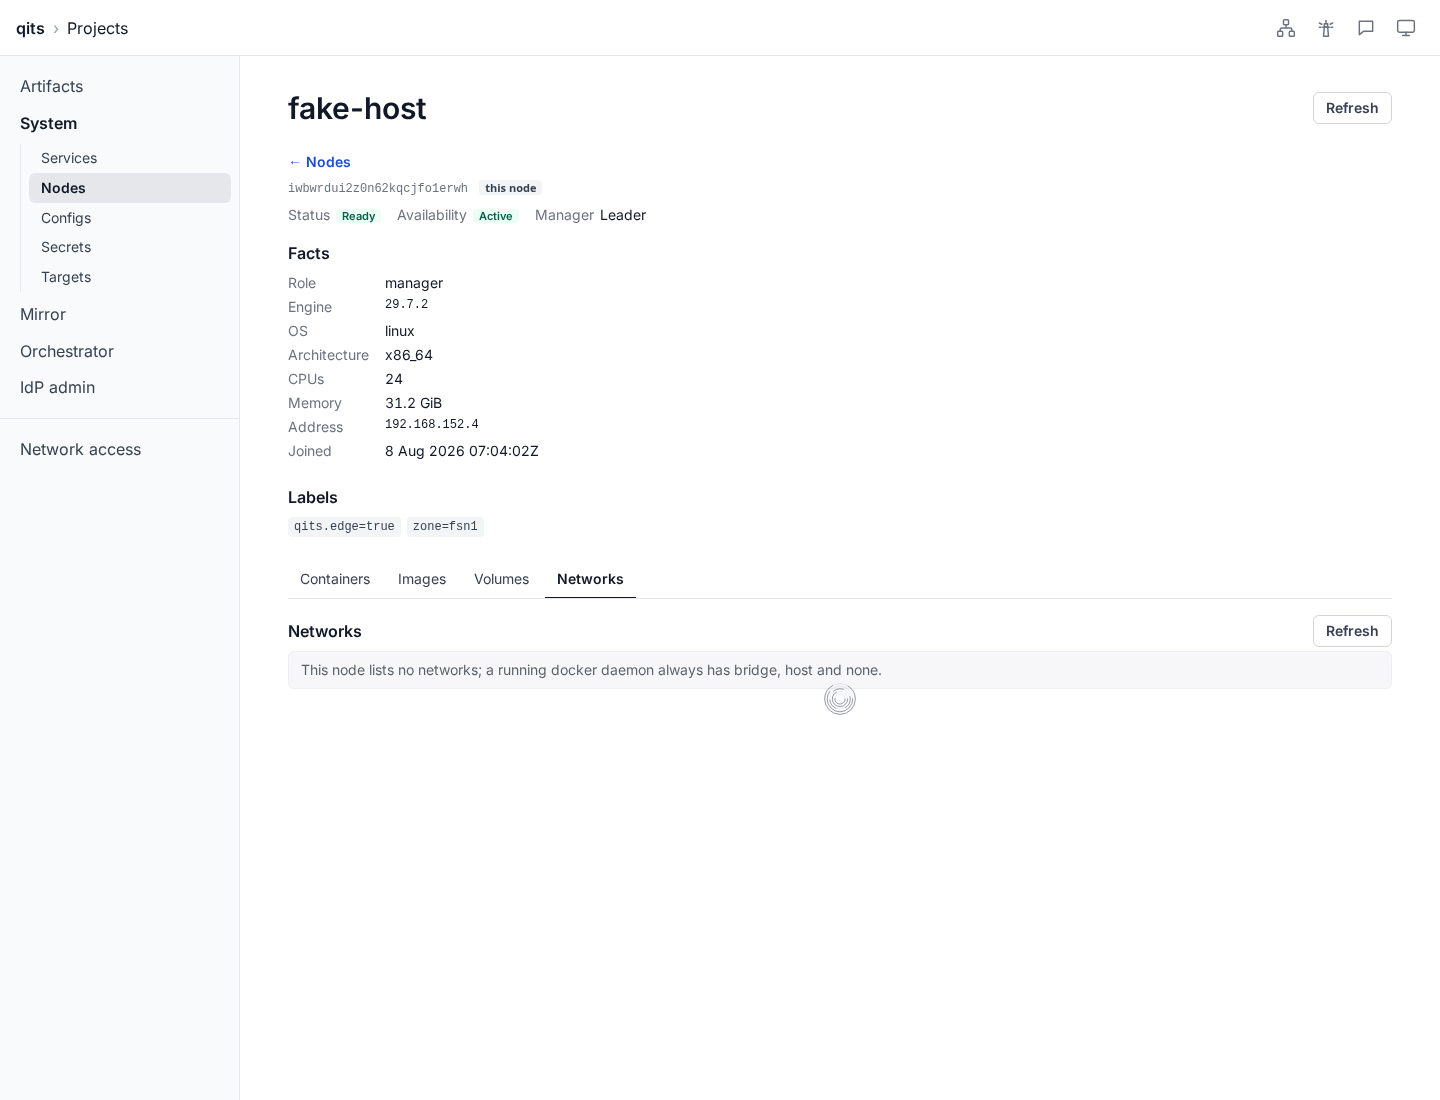 qits › Projects
Artifacts
System
Services
Nodes
Configs
Secrets
Targets
Mirror
Orchestrator
IdP admin
Network access
fake-host
Refresh
← Nodes
iwbwrdui2z0n62kqcjfo1erwh this node
Status Ready Availability Active Manager Leader
Facts
Role manager
Engine 29.7.2
OS linux
Architecture x86_64
CPUs 24
Memory 31.2 GiB
Address 192.168.152.4
Joined 8 Aug 2026 07:04:02Z
Labels
qits.edge=true zone=fsn1
Containers Images Volumes Networks
Networks
Refresh
This node lists no networks; a running docker daemon always has bridge, host and none.